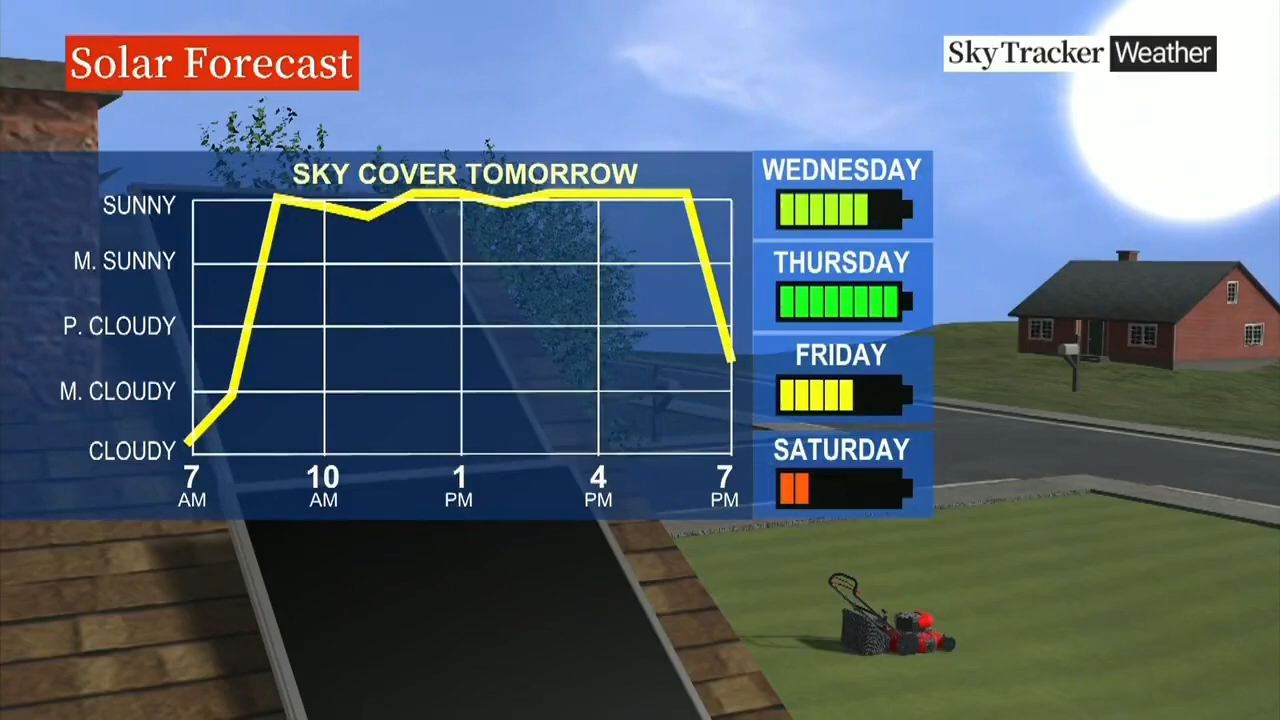 Solar Forecast
SkyTracker Weather
SKY COVER TOMORROW
SUNNY
M. SUNNY
P. CLOUDY
M. CLOUDY
CLOUDY
7 AM
10 AM
1 PM
4 PM
7 PM
WEDNESDAY
THURSDAY
FRIDAY
SATURDAY